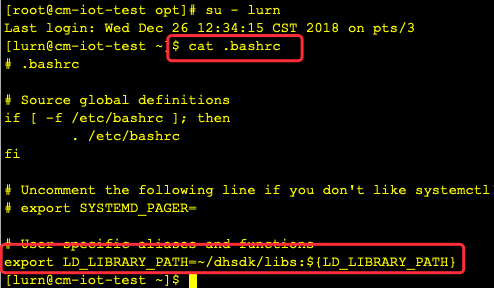 [root@cm-iot-test opt]# su - lurn
Last login: Wed Dec 26 12:34:15 CST 2018 on pts/3
[lurn@cm-iot-test ~]$ cat .bashrc
# .bashrc
# Source global definitions
if [ -f /etc/bashrc ]; then
        . /etc/bashrc
fi
# Uncomment the following line if you don't like systemctl
# export SYSTEMD_PAGER=
# User specific aliases and functions
export LD_LIBRARY_PATH=~/dhsdk/libs:${LD_LIBRARY_PATH}
[lurn@cm-iot-test ~]$